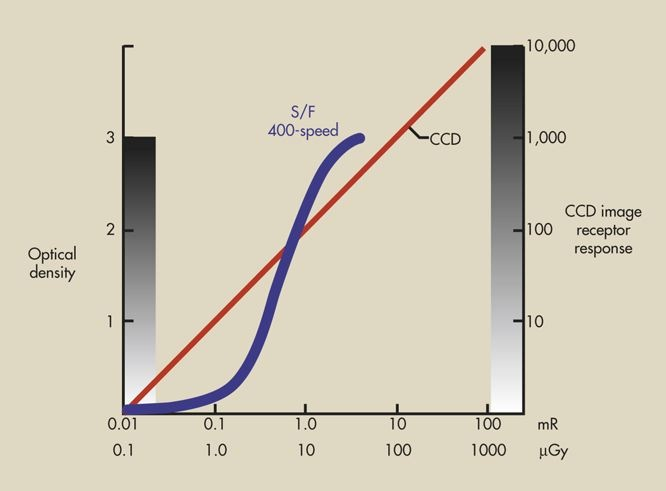 10,000
S/F
400-speed
3
CCD
1,000
2
100
CCD image
receptor
response
Optical
density
1
10
0.01 0.1 1.0 10 100 mR
0.1 1.0 10 100 1000 µGy